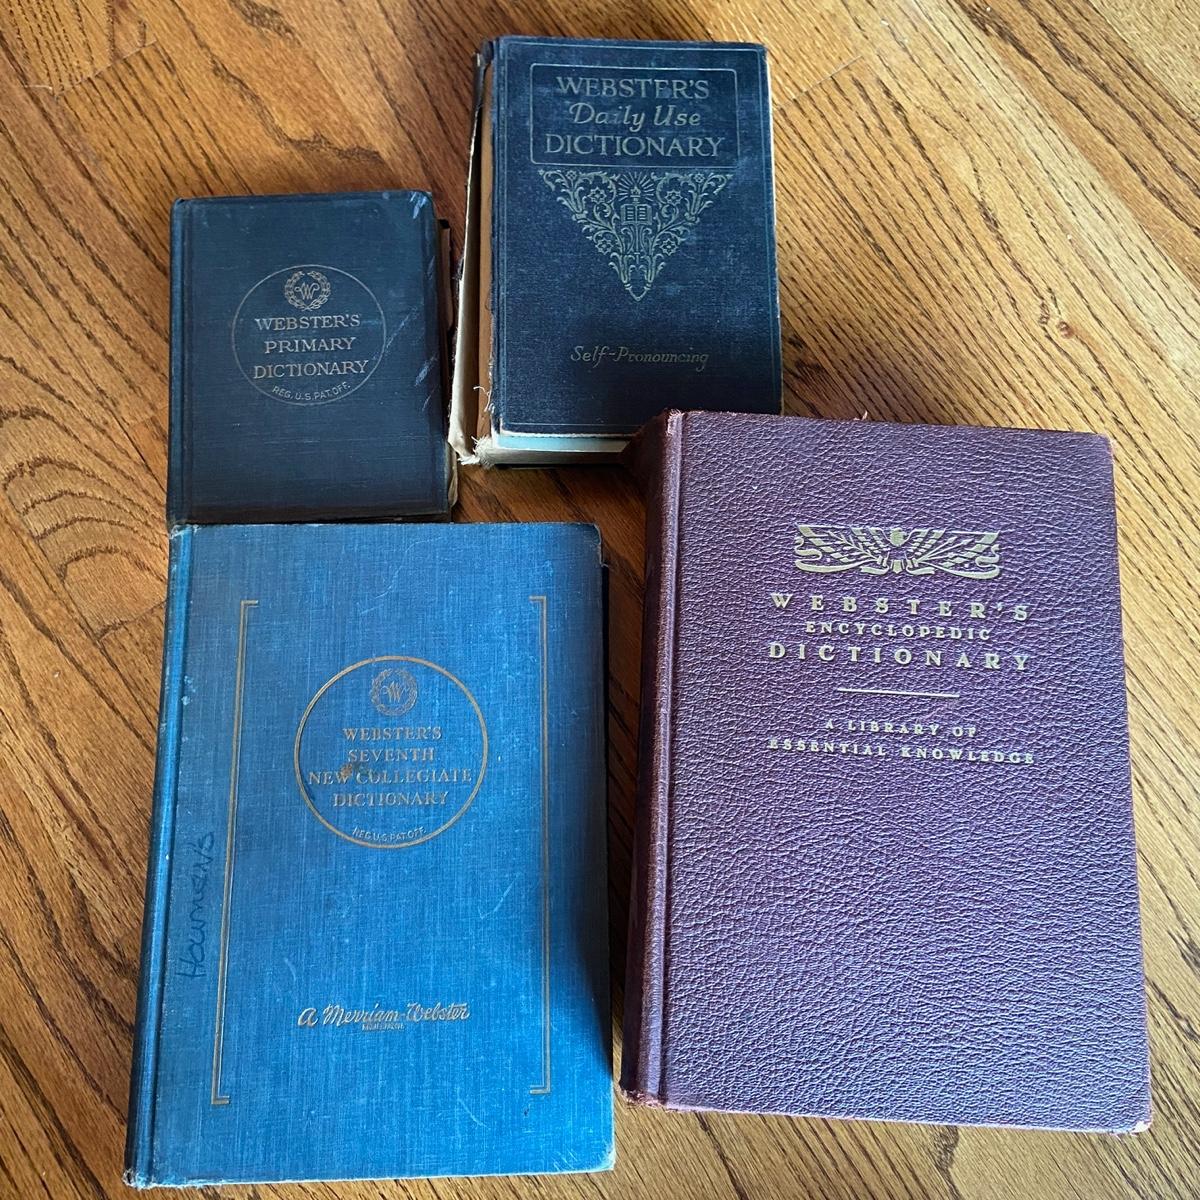 WEBSTER'S
Daily Use
DICTIONARY
Self-Pronouncing
W
WEBSTER'S
PRIMARY
DICTIONARY
REG. U.S. PAT. OFF.
W
WEBSTER'S
SEVENTH
NEW COLLEGIATE
DICTIONARY
REG. U.S. PAT. OFF.
A Merriam-Webster
WEBSTER'S
ENCYCLOPEDIC
DICTIONARY
A LIBRARY OF
ESSENTIAL KNOWLEDGE